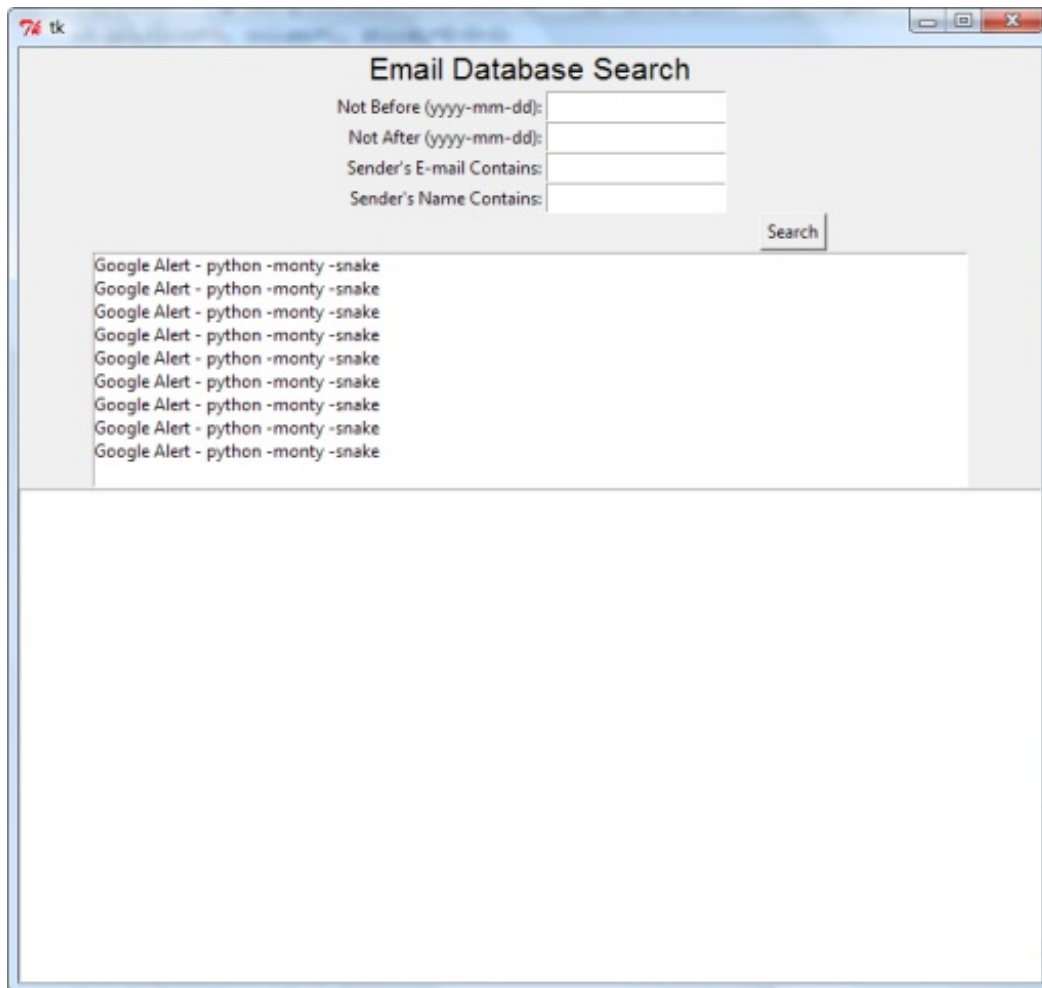 tk
Email Database Search
Not Before (yyyy-mm-dd):
Not After (yyyy-mm-dd):
Sender's E-mail Contains:
Sender's Name Contains:
Search
Google Alert - python -monty -snake
Google Alert - python -monty -snake
Google Alert - python -monty -snake
Google Alert - python -monty -snake
Google Alert - python -monty -snake
Google Alert - python -monty -snake
Google Alert - python -monty -snake
Google Alert - python -monty -snake
Google Alert - python -monty -snake